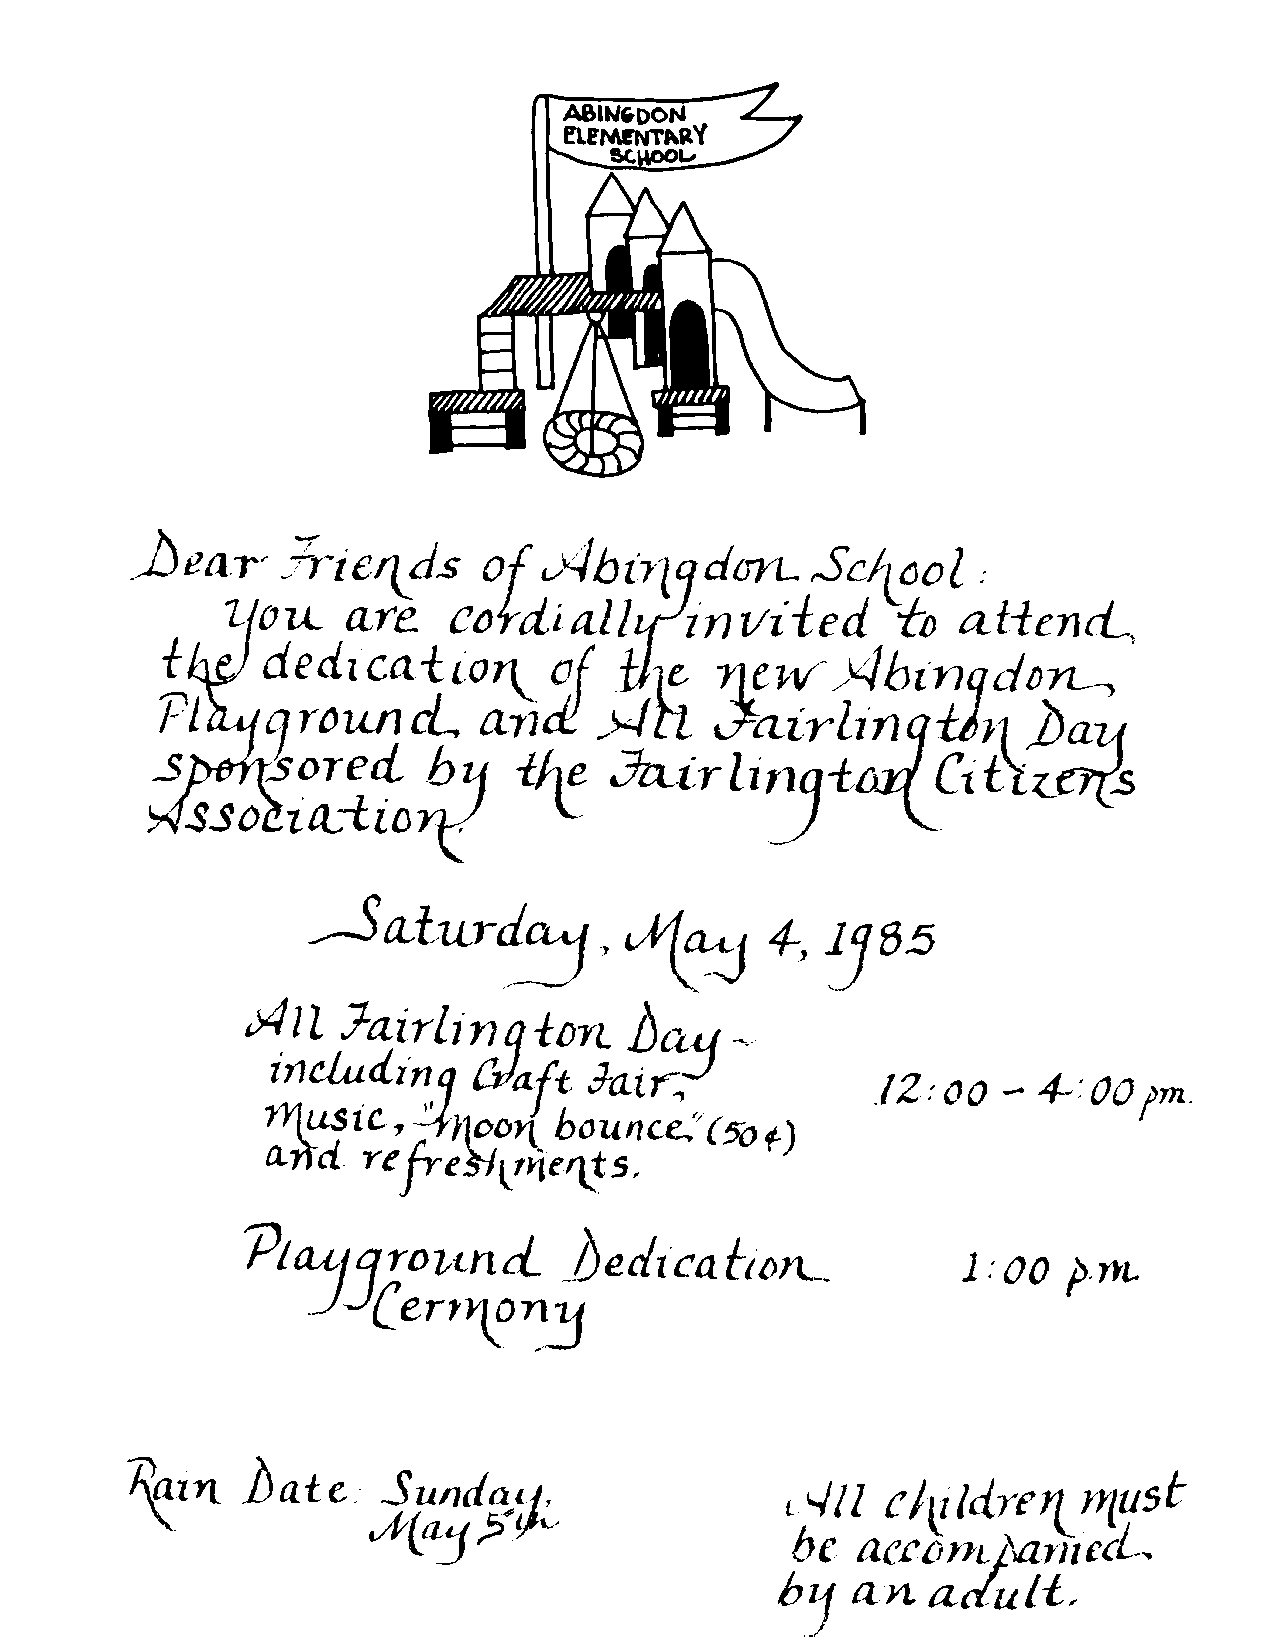 ABINGDON
ELEMENTARY
SCHOOL
Dear Friends of Abingdon School:
You are cordially invited to attend
the dedication of the new Abingdon
Playground and All Fairlington Day
sponsored by the Fairlington Citizens
Association.
Saturday, May 4, 1985
All Fairlington Day -
including Craft Fair,
music, "moon bounce" (50¢)
and refreshments.
12:00 - 4:00 pm.
Playground Dedication
Cermony
1:00 p.m.
Rain Date: Sunday,
May 5th
All children must
be accompanied
by an adult.